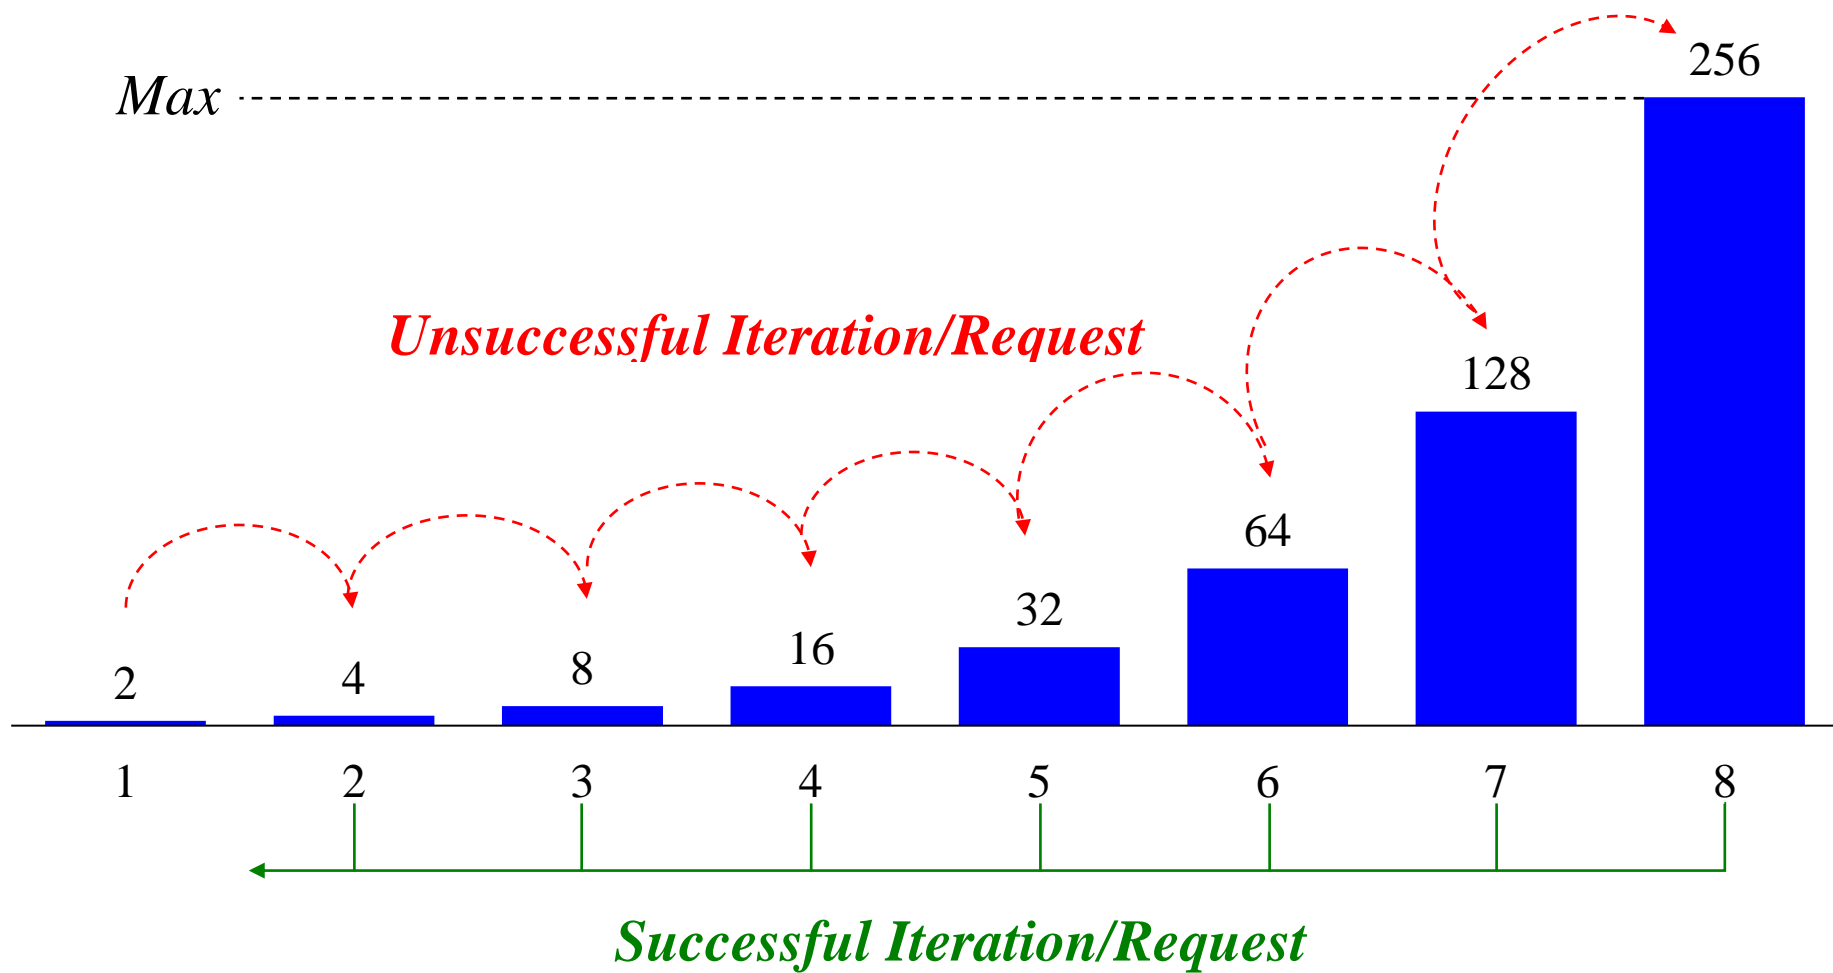 256
Max
Unsuccessful Iteration/Request
128
64
32
16
8
4
2
1 2 3 4 5 6 7 8
Successful Iteration/Request